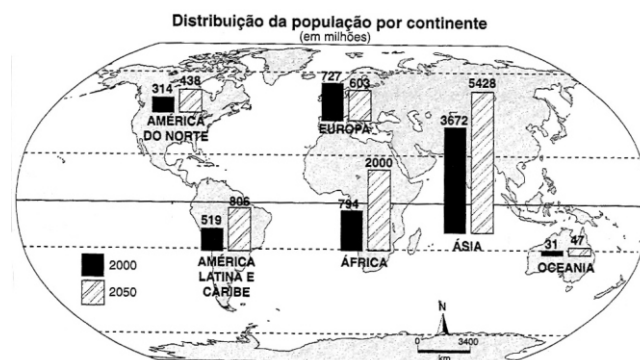 Distribuição da população por continente
(em milhões)
314
438
AMÉRICA
DO NORTE
727
603
EUROPA
3672
5428
ÁSIA
519
806
AMÉRICA
LATINA E
CARIBE
794
2000
ÁFRICA
31
47
OCEANIA
2000
2050
N
0 3400
km